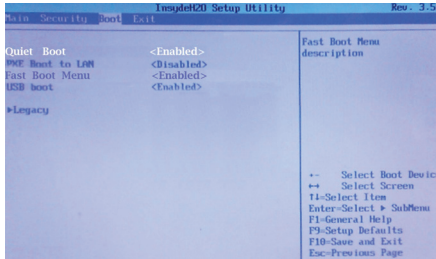 InsydeH20 Setup Utility Rev. 3.5
Main Security Boot Exit
Quiet Boot <Enabled>
PXE Boot to LAN <Disabled>
Fast Boot Menu <Enabled>
USB boot <Enabled>
▶Legacy
Fast Boot Menu
description
+- Select Boot Devic
↔ Select Screen
↑↓=Select Item
Enter=Select ▶ SubMenu
F1=General Help
F9=Setup Defaults
F10=Save and Exit
Esc=Previous Page